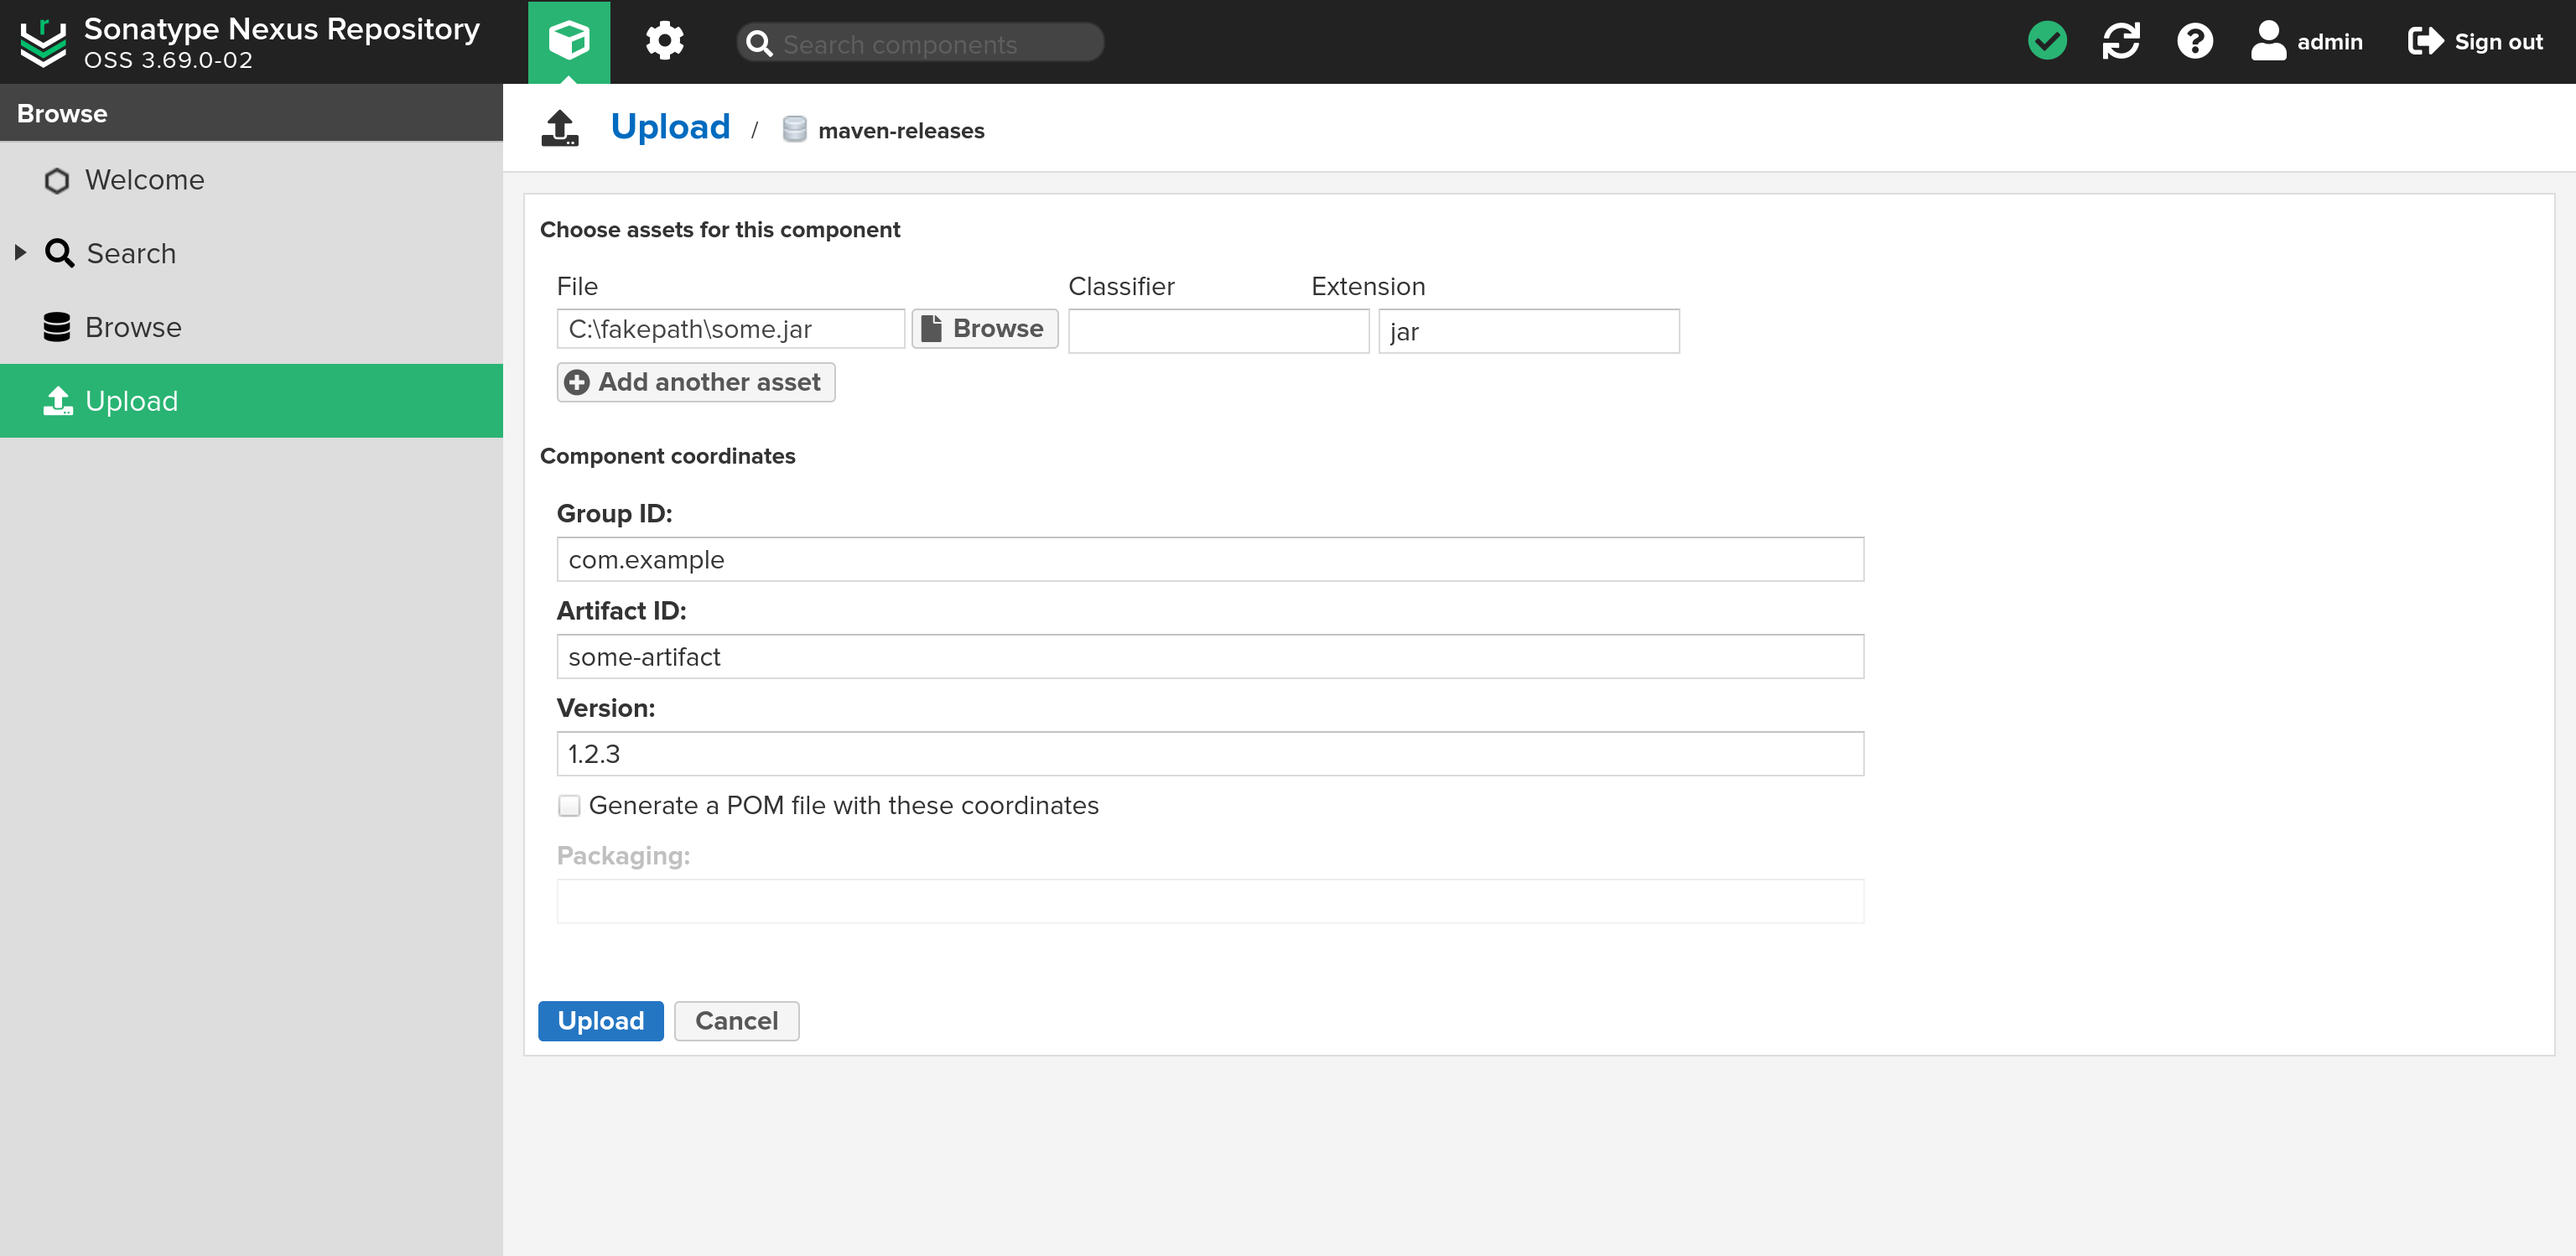 Sonatype Nexus Repository
OSS 3.69.0-02
Search components
admin
Sign out
Browse
Welcome
Search
Browse
Upload
Upload / maven-releases
Choose assets for this component
File Classifier Extension
C:\fakepath\some.jar Browse jar
Add another asset
Component coordinates
Group ID:
com.example
Artifact ID:
some-artifact
Version:
1.2.3
Generate a POM file with these coordinates
Packaging:
Upload Cancel